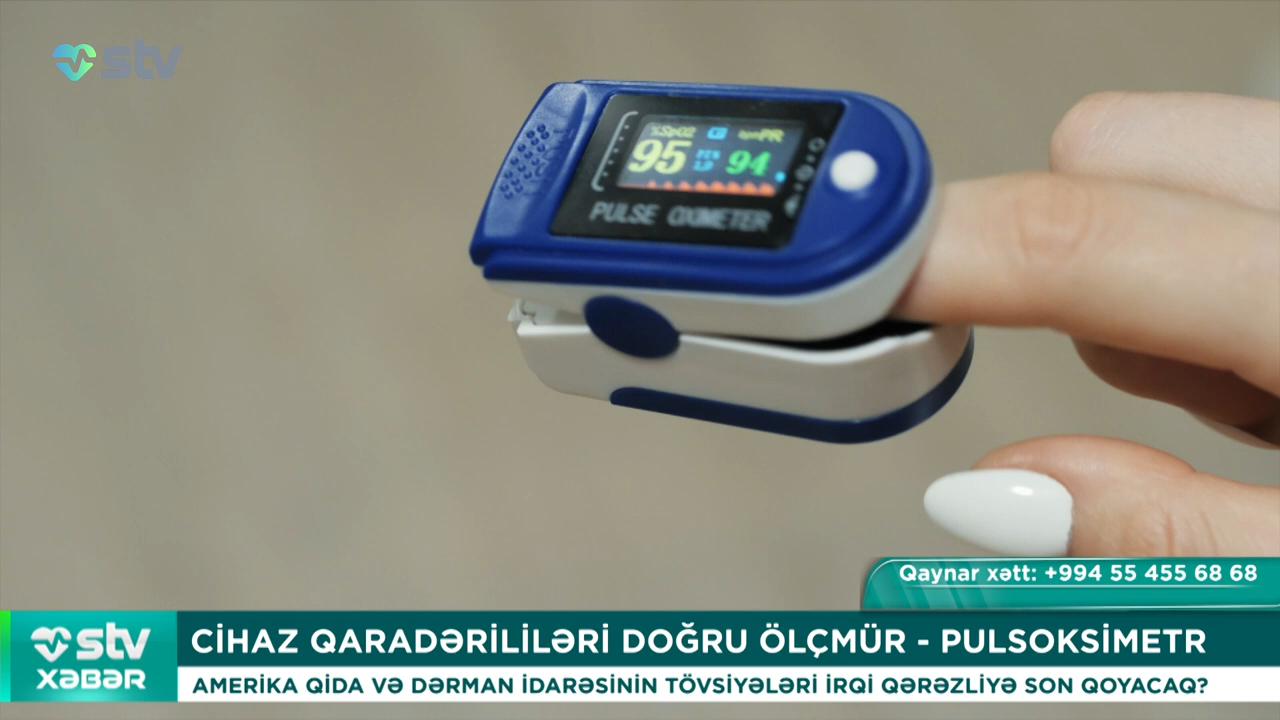 stv
%SpO2 PR
95 94
PULSE OXIMETER
Qaynar xətt: +994 55 455 68 68
stv
XƏBƏR
CİHAZ QARADƏRİLİLƏRİ DOĞRU ÖLÇMÜR - PULSOKSİMETR
AMERİKA QİDA VƏ DƏRMAN İDARƏSİNİN TÖVSİYƏLƏRİ İRQİ QƏRƏZLİYƏ SON QOYACAQ?